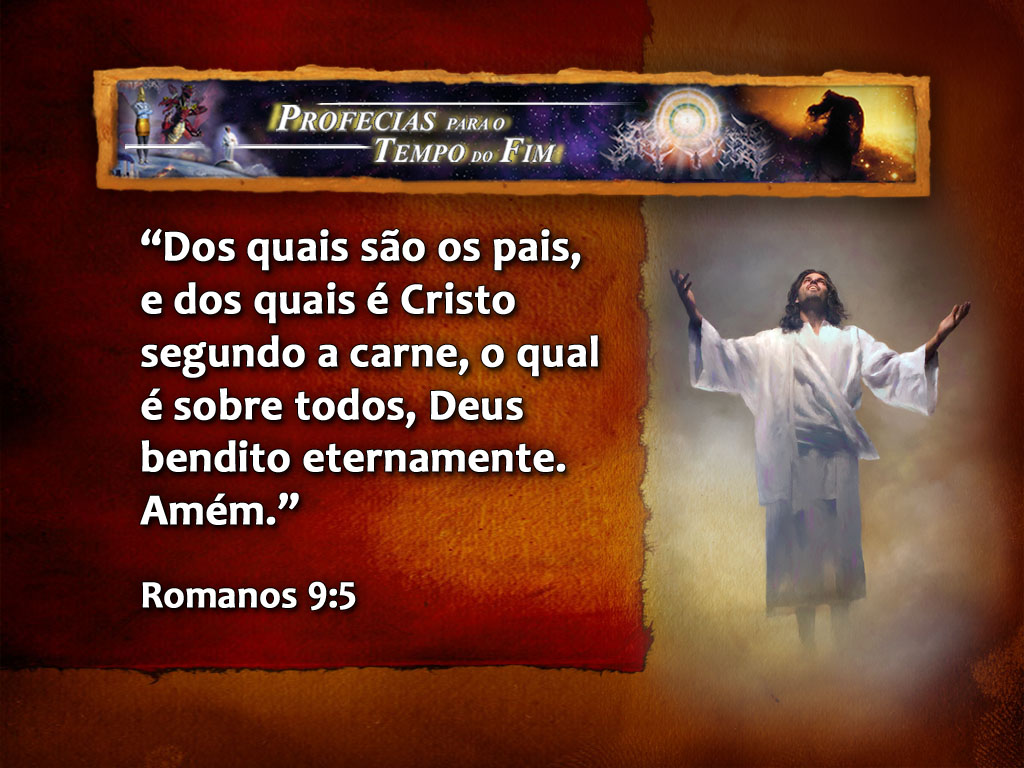 PROFECIAS PARA O
TEMPO DO FIM
“Dos quais são os pais,
e dos quais é Cristo
segundo a carne, o qual
é sobre todos, Deus
bendito eternamente.
Amém.”
Romanos 9:5